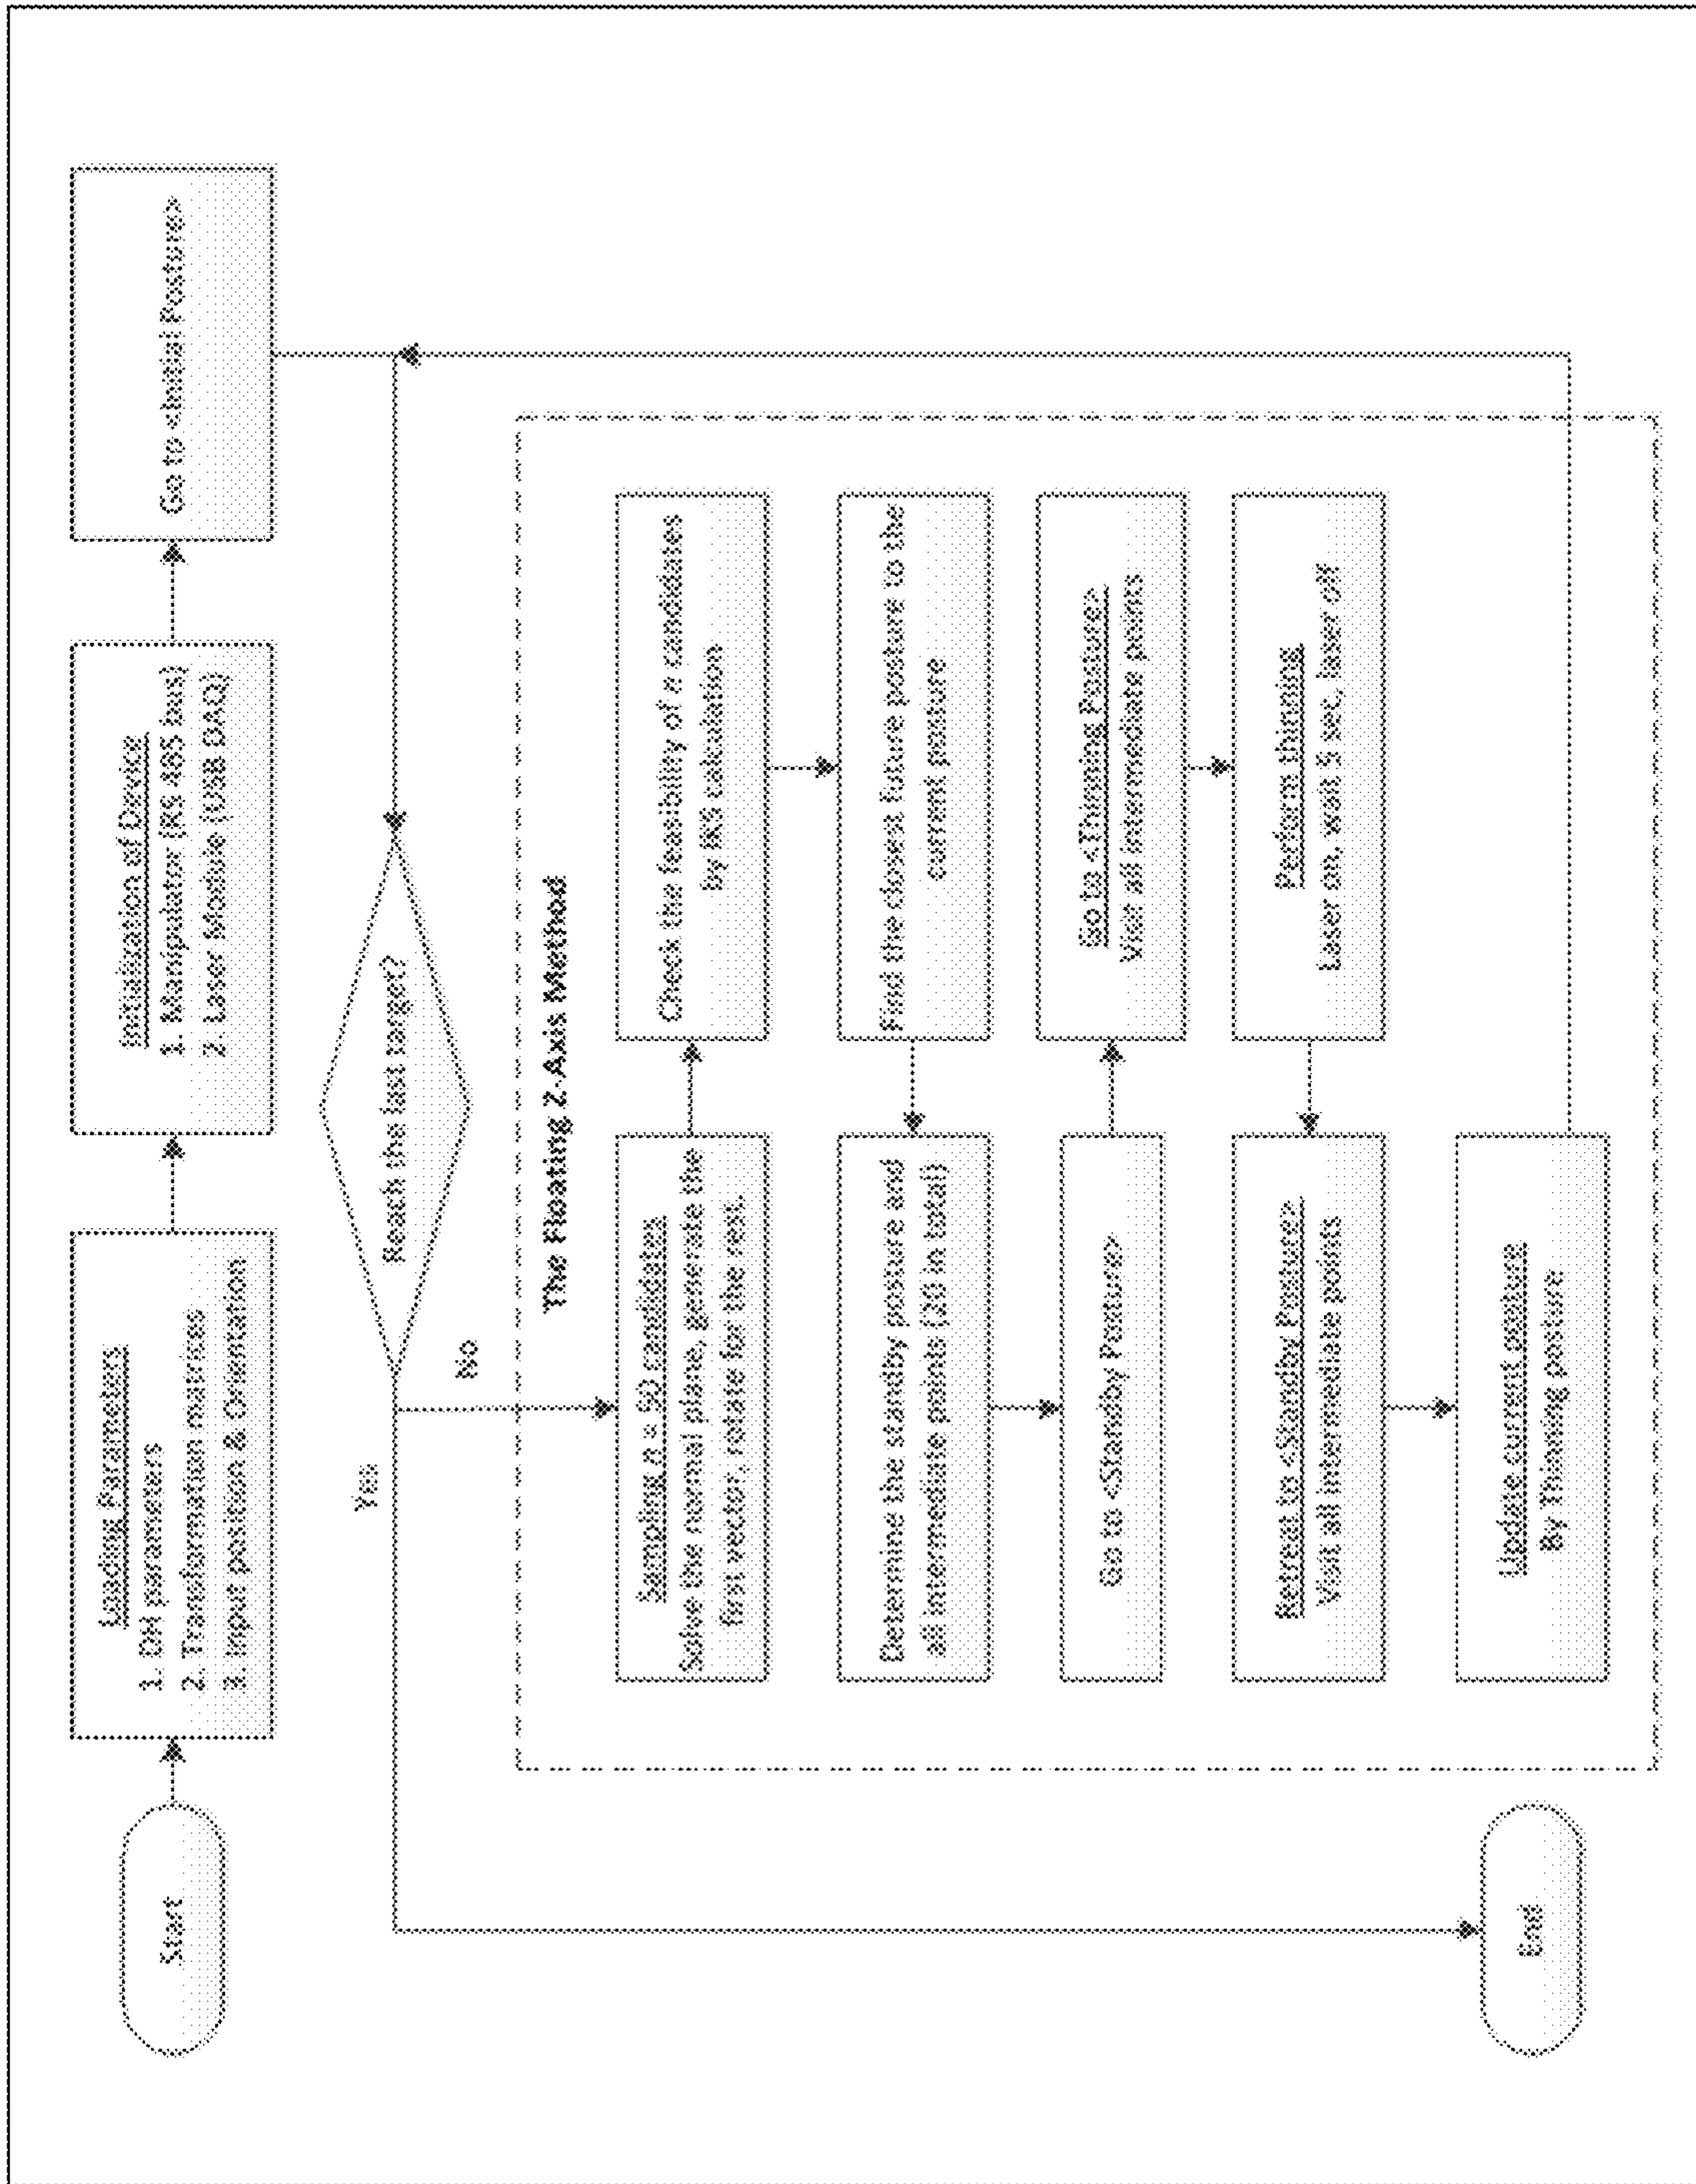 Start
Loading Parameters
1. DH parameters
2. Transformation matrices
3. Input position & Orientation
Initialization of Device
1. Manipulator (RS 485 bus)
2. Laser Module (USB DAQ)
Go to <Initial Posture>
Reach the last target?
Yes
No
The Floating Z-Axis Method
Sampling n = 90 candidates
Solve the normal plane, generate the
first vector, rotate for the rest.
Check the feasibility of n candidates
by IKS calculation
Find the closest future posture to the
current posture
Determine the standby posture and
all intermediate points (20 in total)
Go to <Standby Posture>
Go to <Thinning Posture>
Visit all intermediate points
Perform thinning
Laser on, wait 5 sec, laser off
Retreat to <Standby Posture>
Visit all intermediate points
Update current posture
By Thinning posture
End